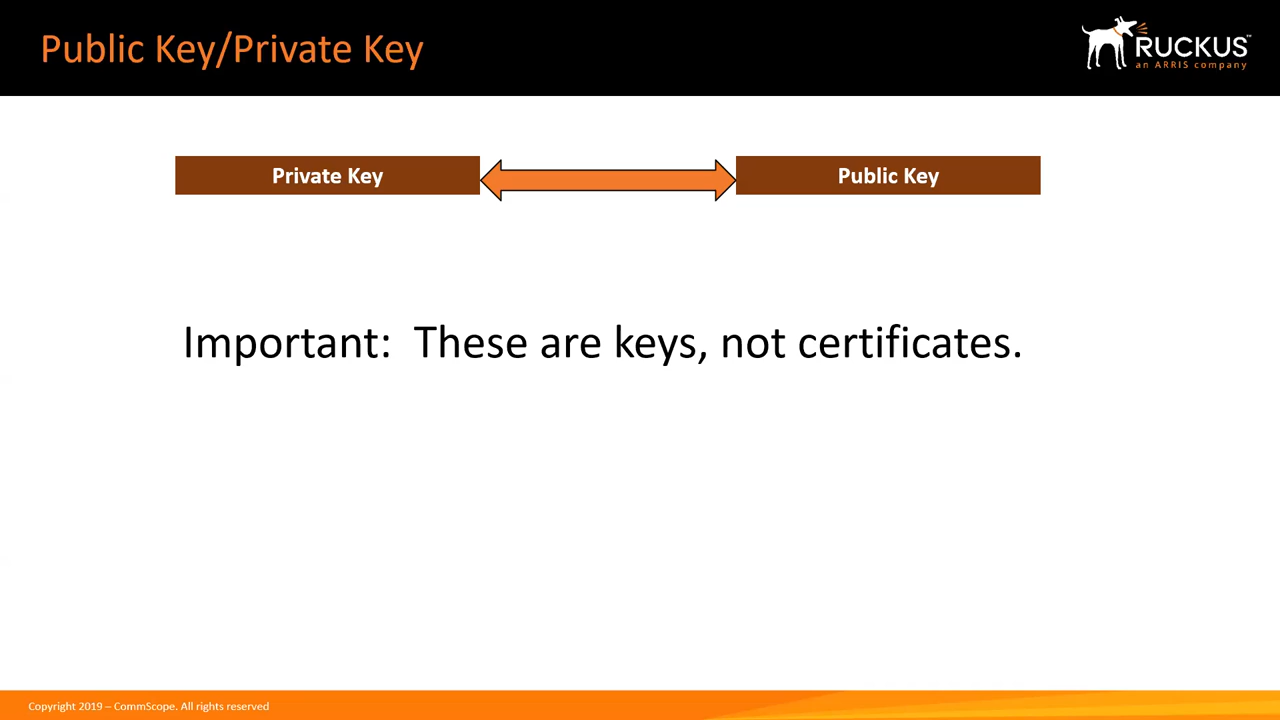 Public Key/Private Key
RUCKUS™
an ARRIS company
Private Key
Public Key
Important:  These are keys, not certificates.
Copyright 2019 – CommScope. All rights reserved